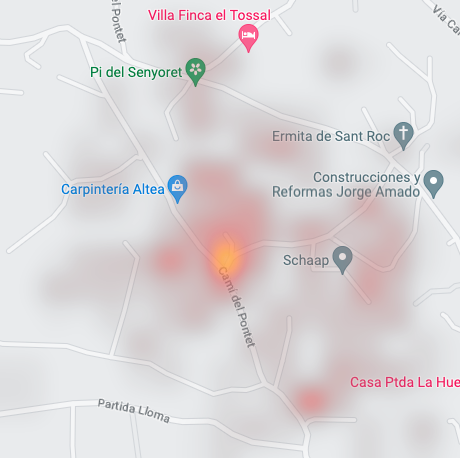 del Pontet
Villa Finca el Tossal
Vía Ca
Pi del Senyoret
Ermita de Sant Roc
Carpintería Altea
Construcciones y
Reformas Jorge Amado
Schaap
Camí del Pontet
Casa Ptda La Hue
Partida Lloma